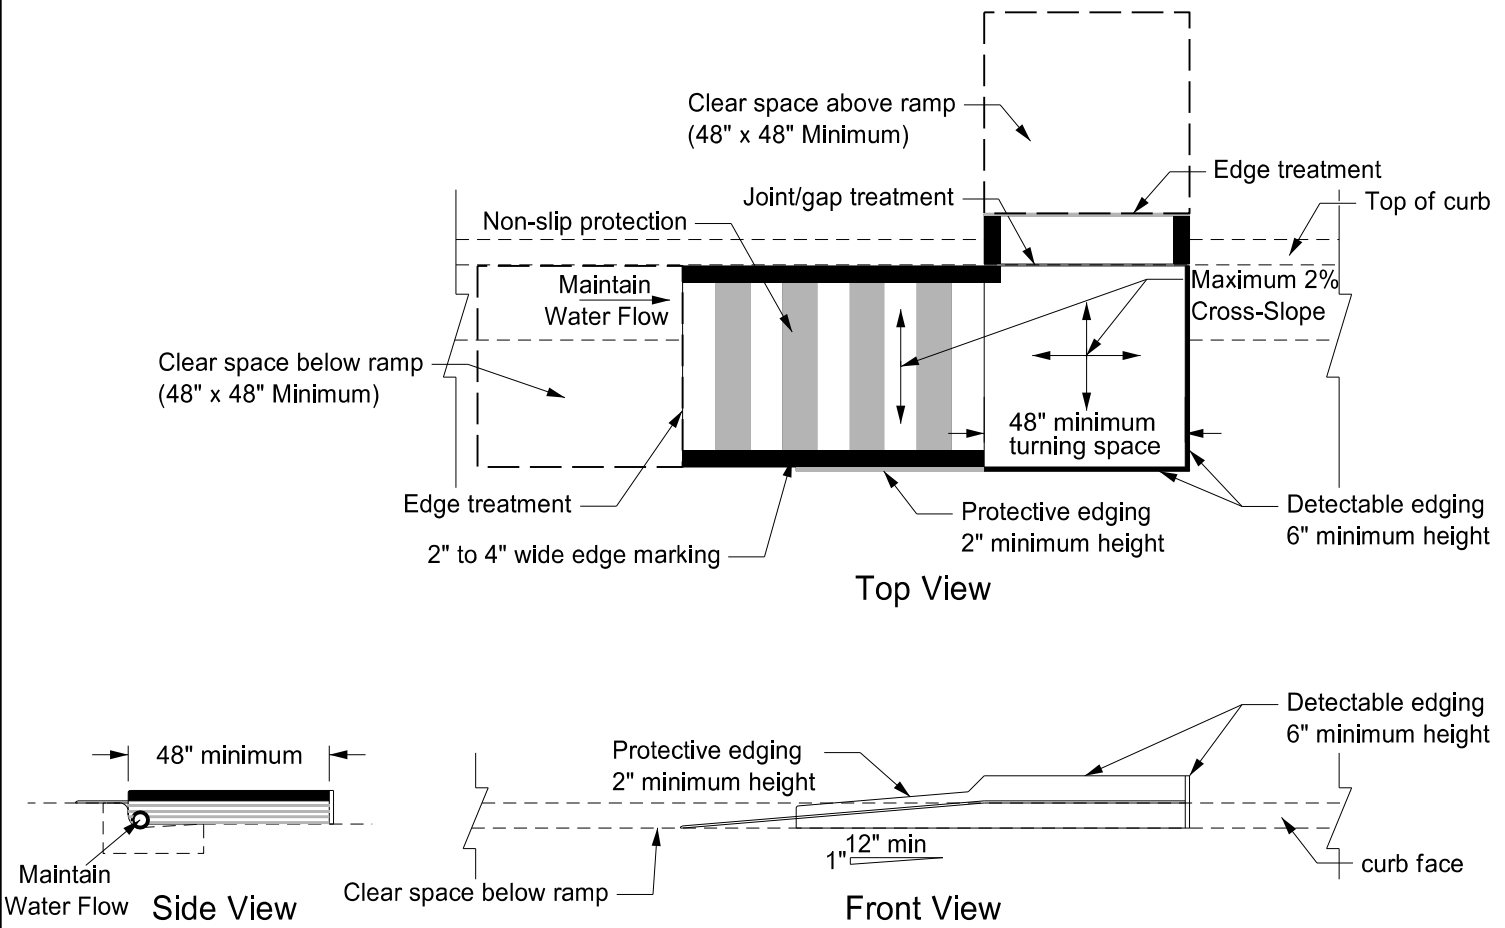 Clear space above ramp
(48" x 48" Minimum)
Edge treatment
Joint/gap treatment
Top of curb
Non-slip protection
Maintain
Water Flow
Maximum 2%
Cross-Slope
Clear space below ramp
(48" x 48" Minimum)
48" minimum
turning space
Edge treatment
Protective edging
2" minimum height
Detectable edging
6" minimum height
2" to 4" wide edge marking
Top View
Detectable edging
6" minimum height
48" minimum
Protective edging
2" minimum height
12" min
1"
curb face
Maintain
Water Flow
Side View
Clear space below ramp
Front View